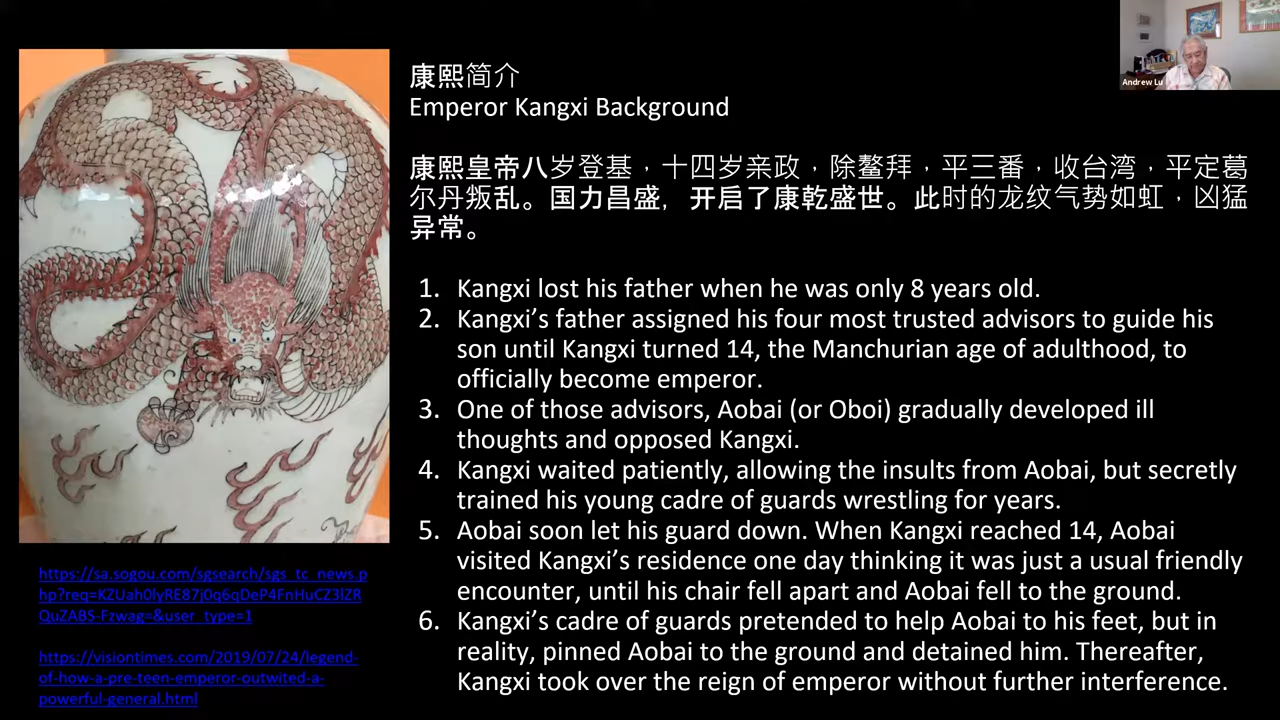 康熙简介
Emperor Kangxi Background
康熙皇帝八岁登基，十四岁亲政，除鳌拜，平三番，收台湾，平定葛
尔丹叛乱。国力昌盛，开启了康乾盛世。此时的龙纹气势如虹，凶猛
异常。
1. Kangxi lost his father when he was only 8 years old.
2. Kangxi’s father assigned his four most trusted advisors to guide his
son until Kangxi turned 14, the Manchurian age of adulthood, to
officially become emperor.
3. One of those advisors, Aobai (or Oboi) gradually developed ill
thoughts and opposed Kangxi.
4. Kangxi waited patiently, allowing the insults from Aobai, but secretly
trained his young cadre of guards wrestling for years.
5. Aobai soon let his guard down. When Kangxi reached 14, Aobai
visited Kangxi’s residence one day thinking it was just a usual friendly
encounter, until his chair fell apart and Aobai fell to the ground.
6. Kangxi’s cadre of guards pretended to help Aobai to his feet, but in
reality, pinned Aobai to the ground and detained him. Thereafter,
Kangxi took over the reign of emperor without further interference.
https://sa.sogou.com/sgsearch/sgs_tc_news.p
hp?req=KZUah0lyRE87j0q6qDeP4FnHuCZ3lZR
QuZABS-Fzwag=&user_type=1
https://visiontimes.com/2019/07/24/legend-
of-how-a-pre-teen-emperor-outwited-a-
powerful-general.html
Andrew Lu